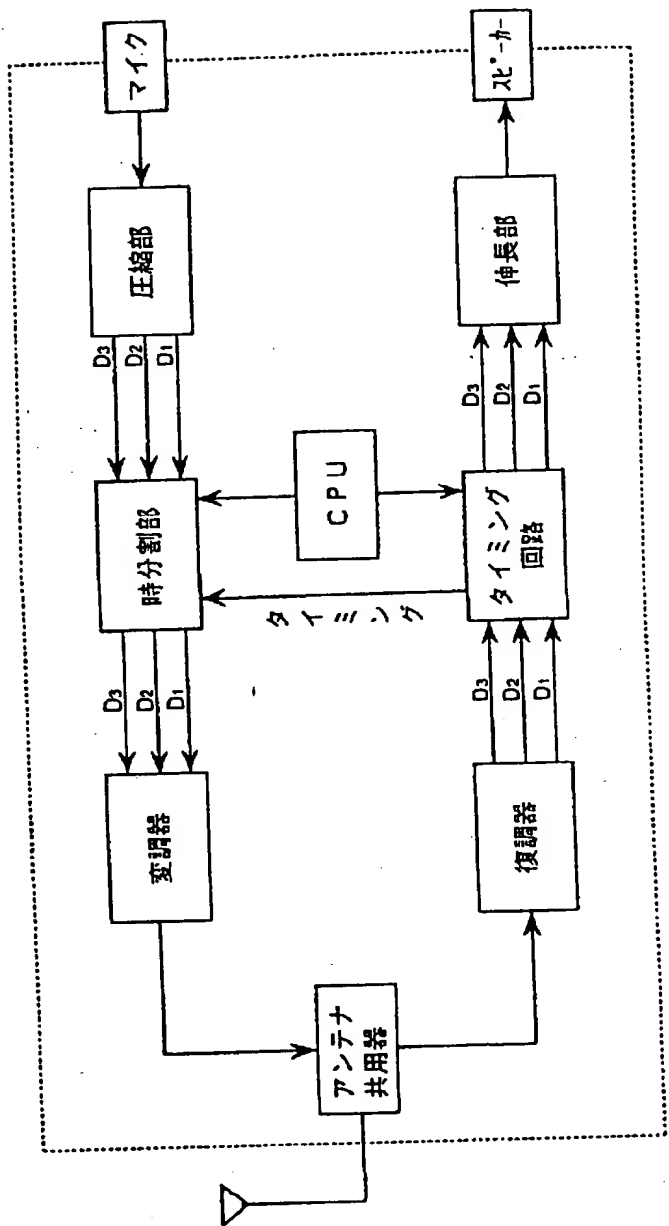 マイク
圧縮部
D3
D2
D1
時分割部
D3
D2
D1
変調器
アンテナ
共用器
CPU
タイミング
復調器
D3
D2
D1
タイミング
回路
D3
D2
D1
伸長部
スピーカー